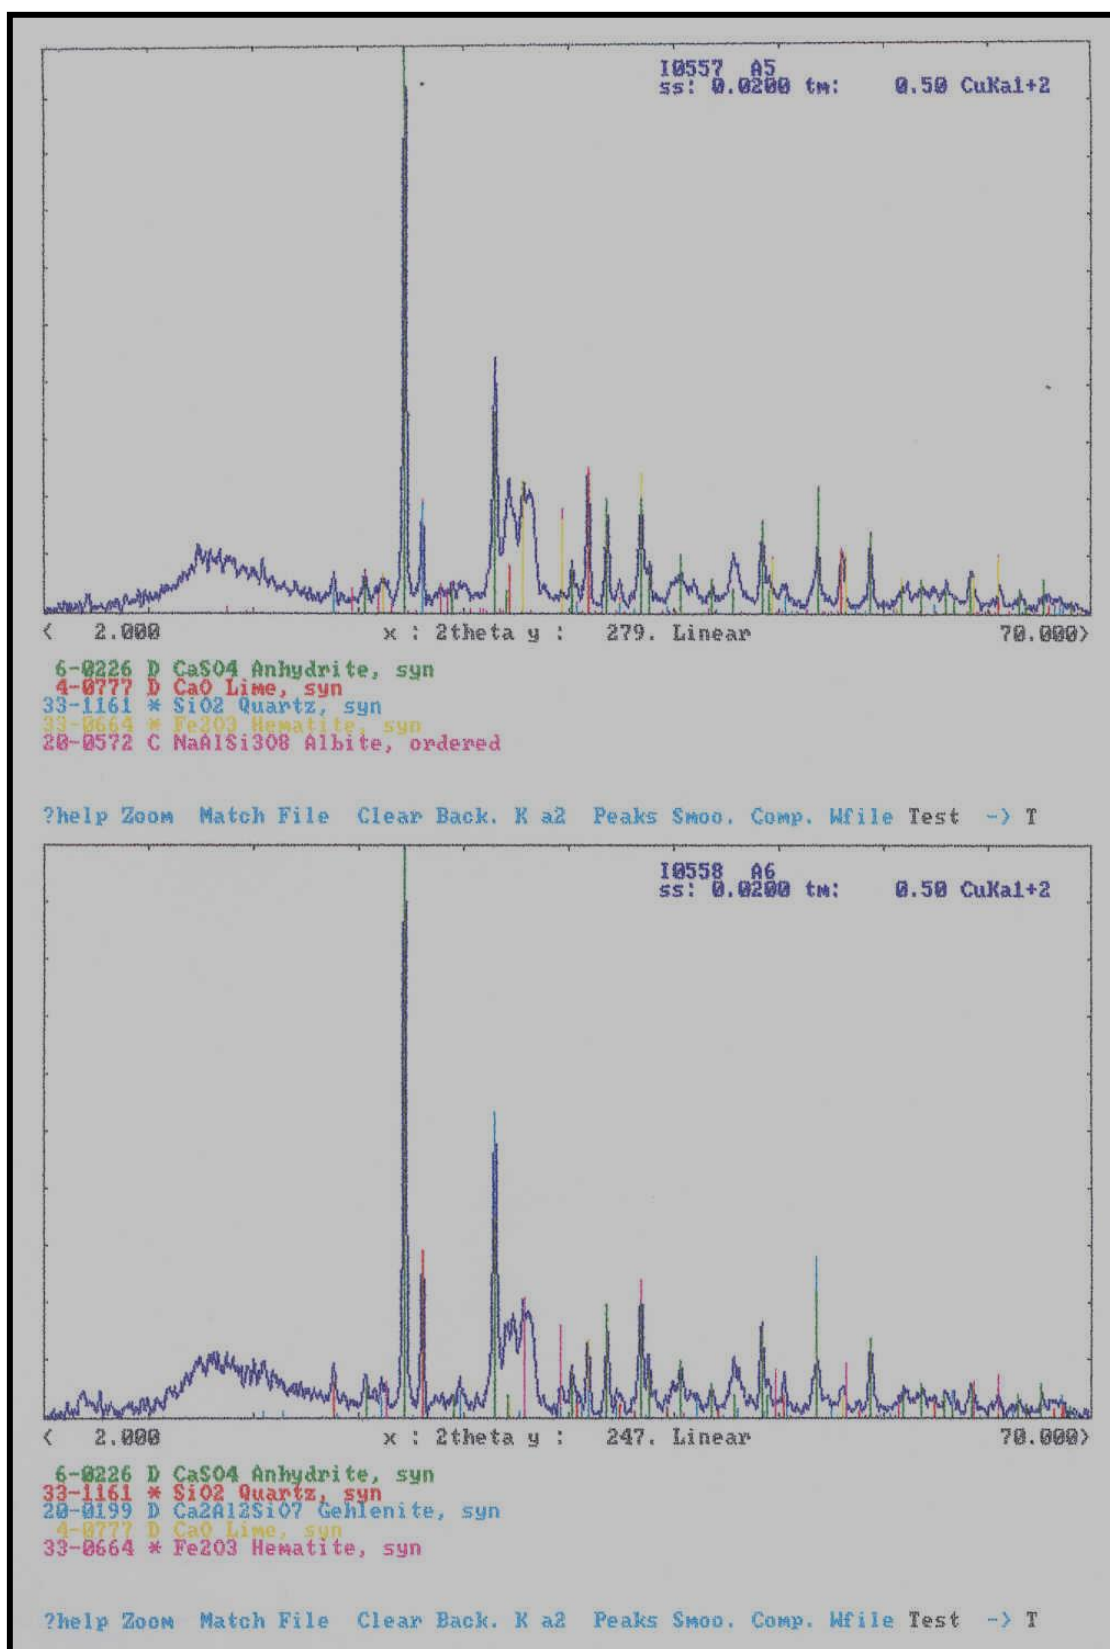 I0557 A5
ss: 0.0200 tm: 0.50 CuKa1+2
< 2.000 x : 2theta y : 279. Linear 70.000>
6-0226 D CaSO4 Anhydrite, syn
4-0777 D CaO Lime, syn
33-1161 * SiO2 Quartz, syn
33-0664 * Fe2O3 Hematite, syn
20-0572 C NaAlSi3O8 Albite, ordered
?help Zoom Match File Clear Back. K a2 Peaks Smoo. Comp. Wfile Test -> T
I0558 A6
ss: 0.0200 tm: 0.50 CuKa1+2
< 2.000 x : 2theta y : 247. Linear 70.000>
6-0226 D CaSO4 Anhydrite, syn
33-1161 * SiO2 Quartz, syn
20-0199 D Ca2Al2SiO7 Gehlenite, syn
4-0777 D CaO Lime, syn
33-0664 * Fe2O3 Hematite, syn
?help Zoom Match File Clear Back. K a2 Peaks Smoo. Comp. Wfile Test -> T